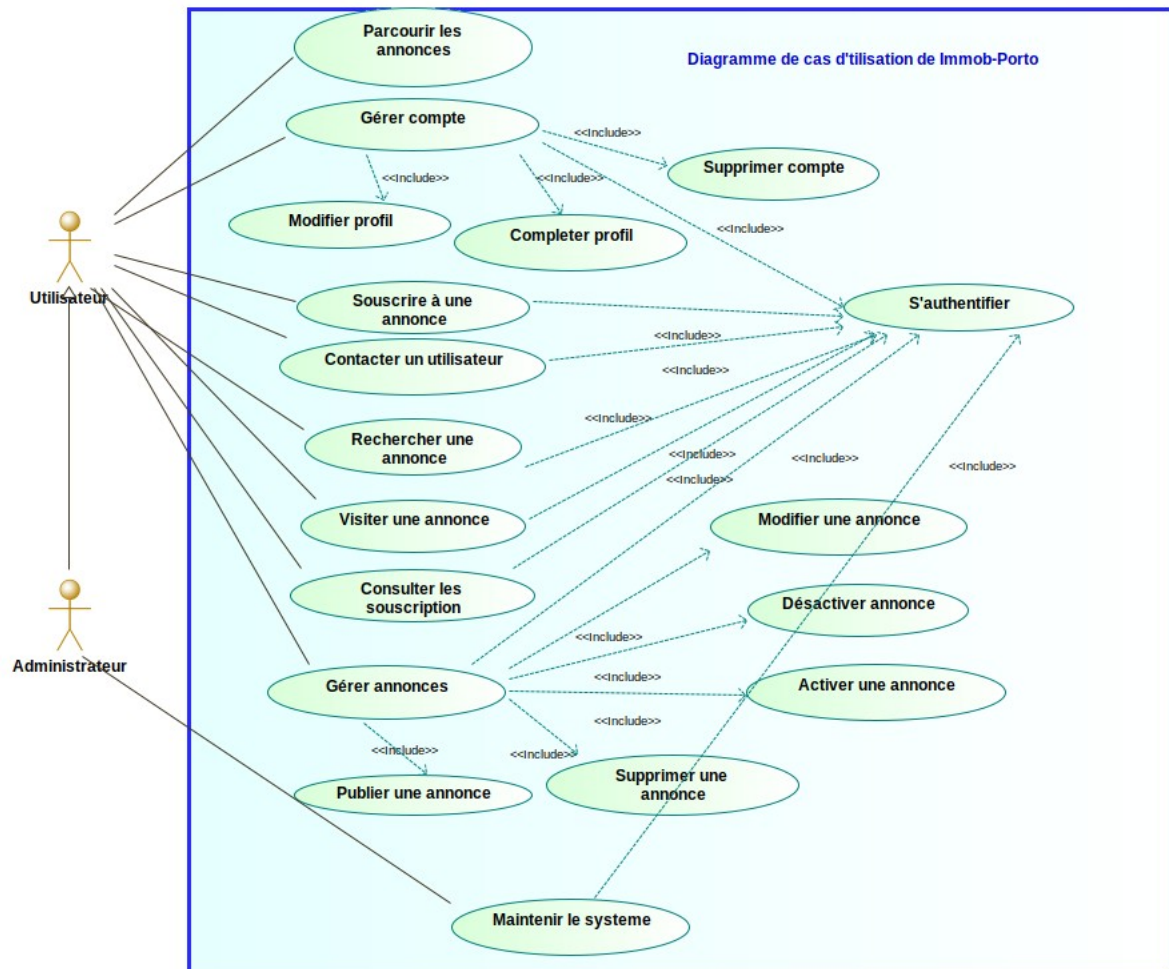 Parcourir les
annonces
Diagramme de cas d'tilisation de Immob-Porto
Gérer compte
<<Include>>
Supprimer compte
<<Include>>
<<Include>>
Modifier profil
Completer profil
<<Include>>
Utilisateur
Souscrire à une
annonce
S'authentifier
<<Include>>
Contacter un utilisateur
<<Include>>
<<Include>>
Rechercher une
annonce
<<Include>>
<<Include>>
<<Include>>
<<Include>>
Visiter une annonce
Modifier une annonce
Consulter les
souscription
Désactiver annonce
<<Include>>
Administrateur
Gérer annonces
<<Include>>
Activer une annonce
<<Include>>
<<Include>>
<<Include>>
Publier une annonce
Supprimer une
annonce
Maintenir le systeme